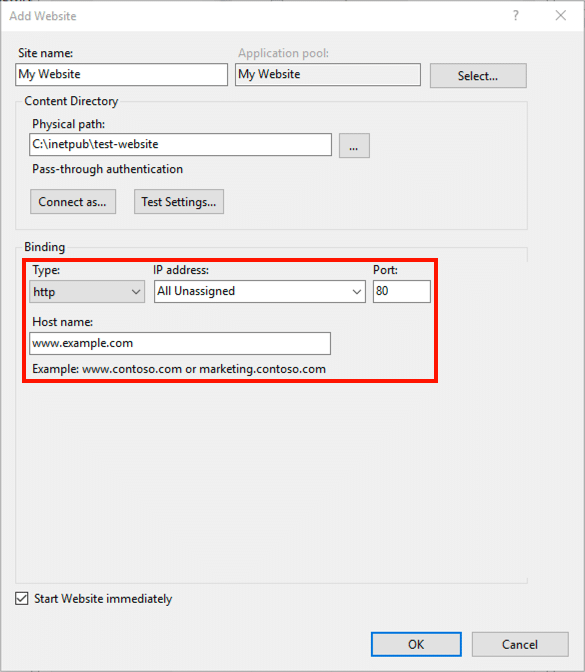 Add Website
?
Site name: Application pool:
My Website My Website Select...
Content Directory
Physical path:
C:\inetpub\test-website ...
Pass-through authentication
Connect as... Test Settings...
Binding
Type: IP address: Port:
http All Unassigned 80
Host name:
www.example.com
Example: www.contoso.com or marketing.contoso.com
Start Website immediately
OK Cancel